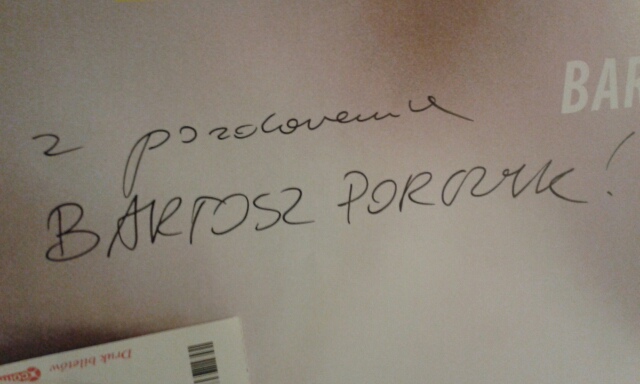 BAR
z pozdrowieniami
BARTOSZ PORCZYK!
Druk biletów